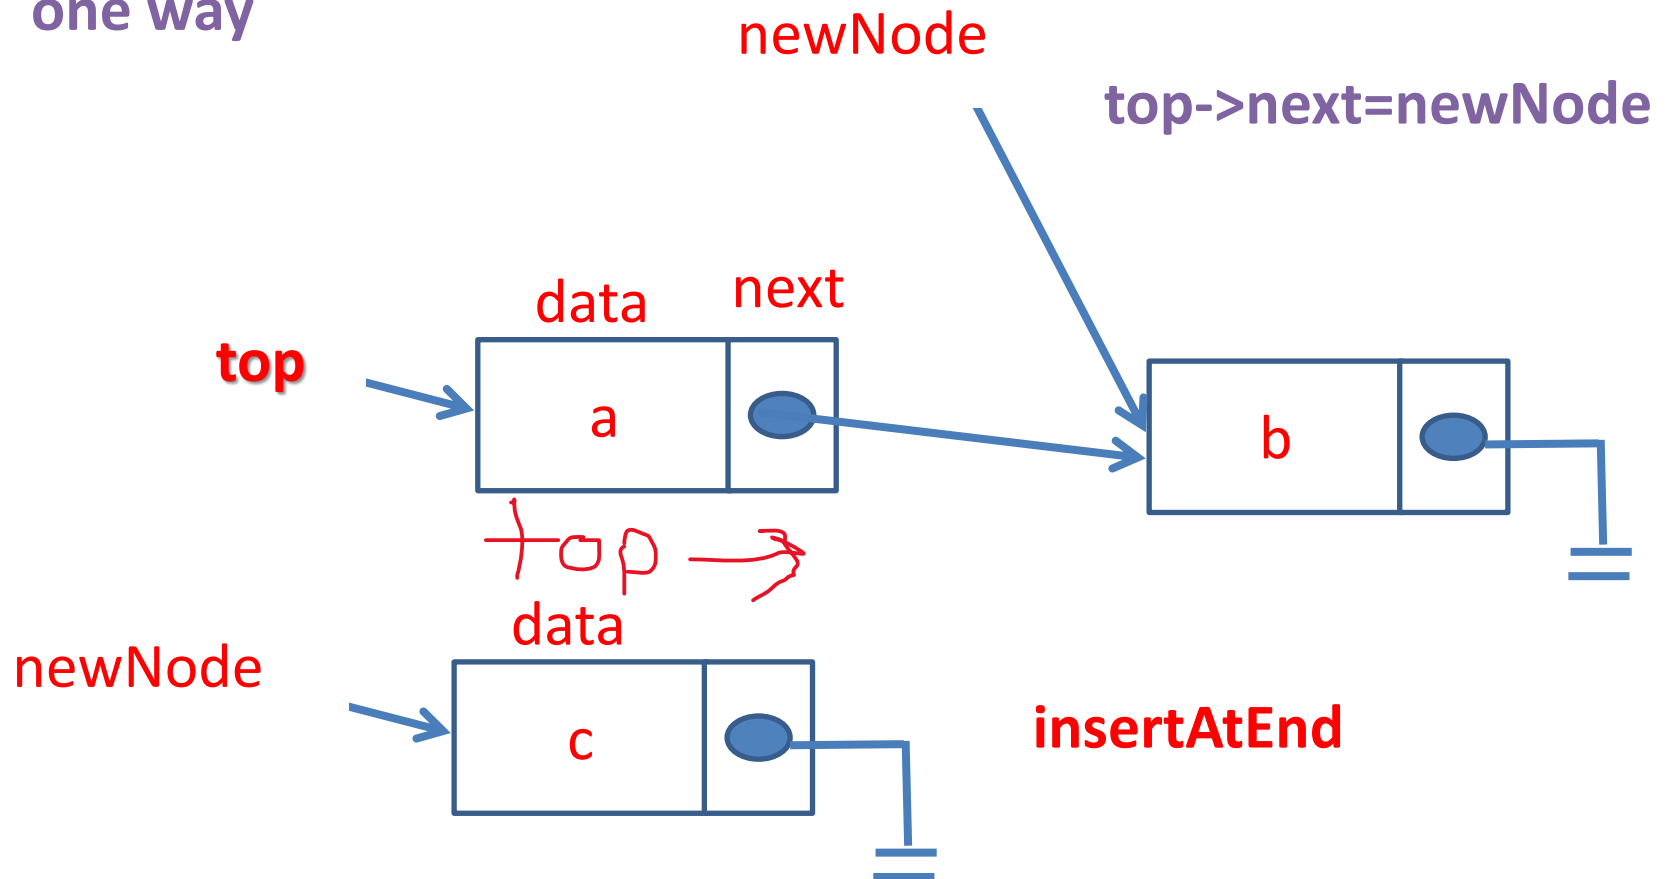 one way
newNode
top->next=newNode
data next
top
a
b
top →
data
newNode
c
insertAtEnd